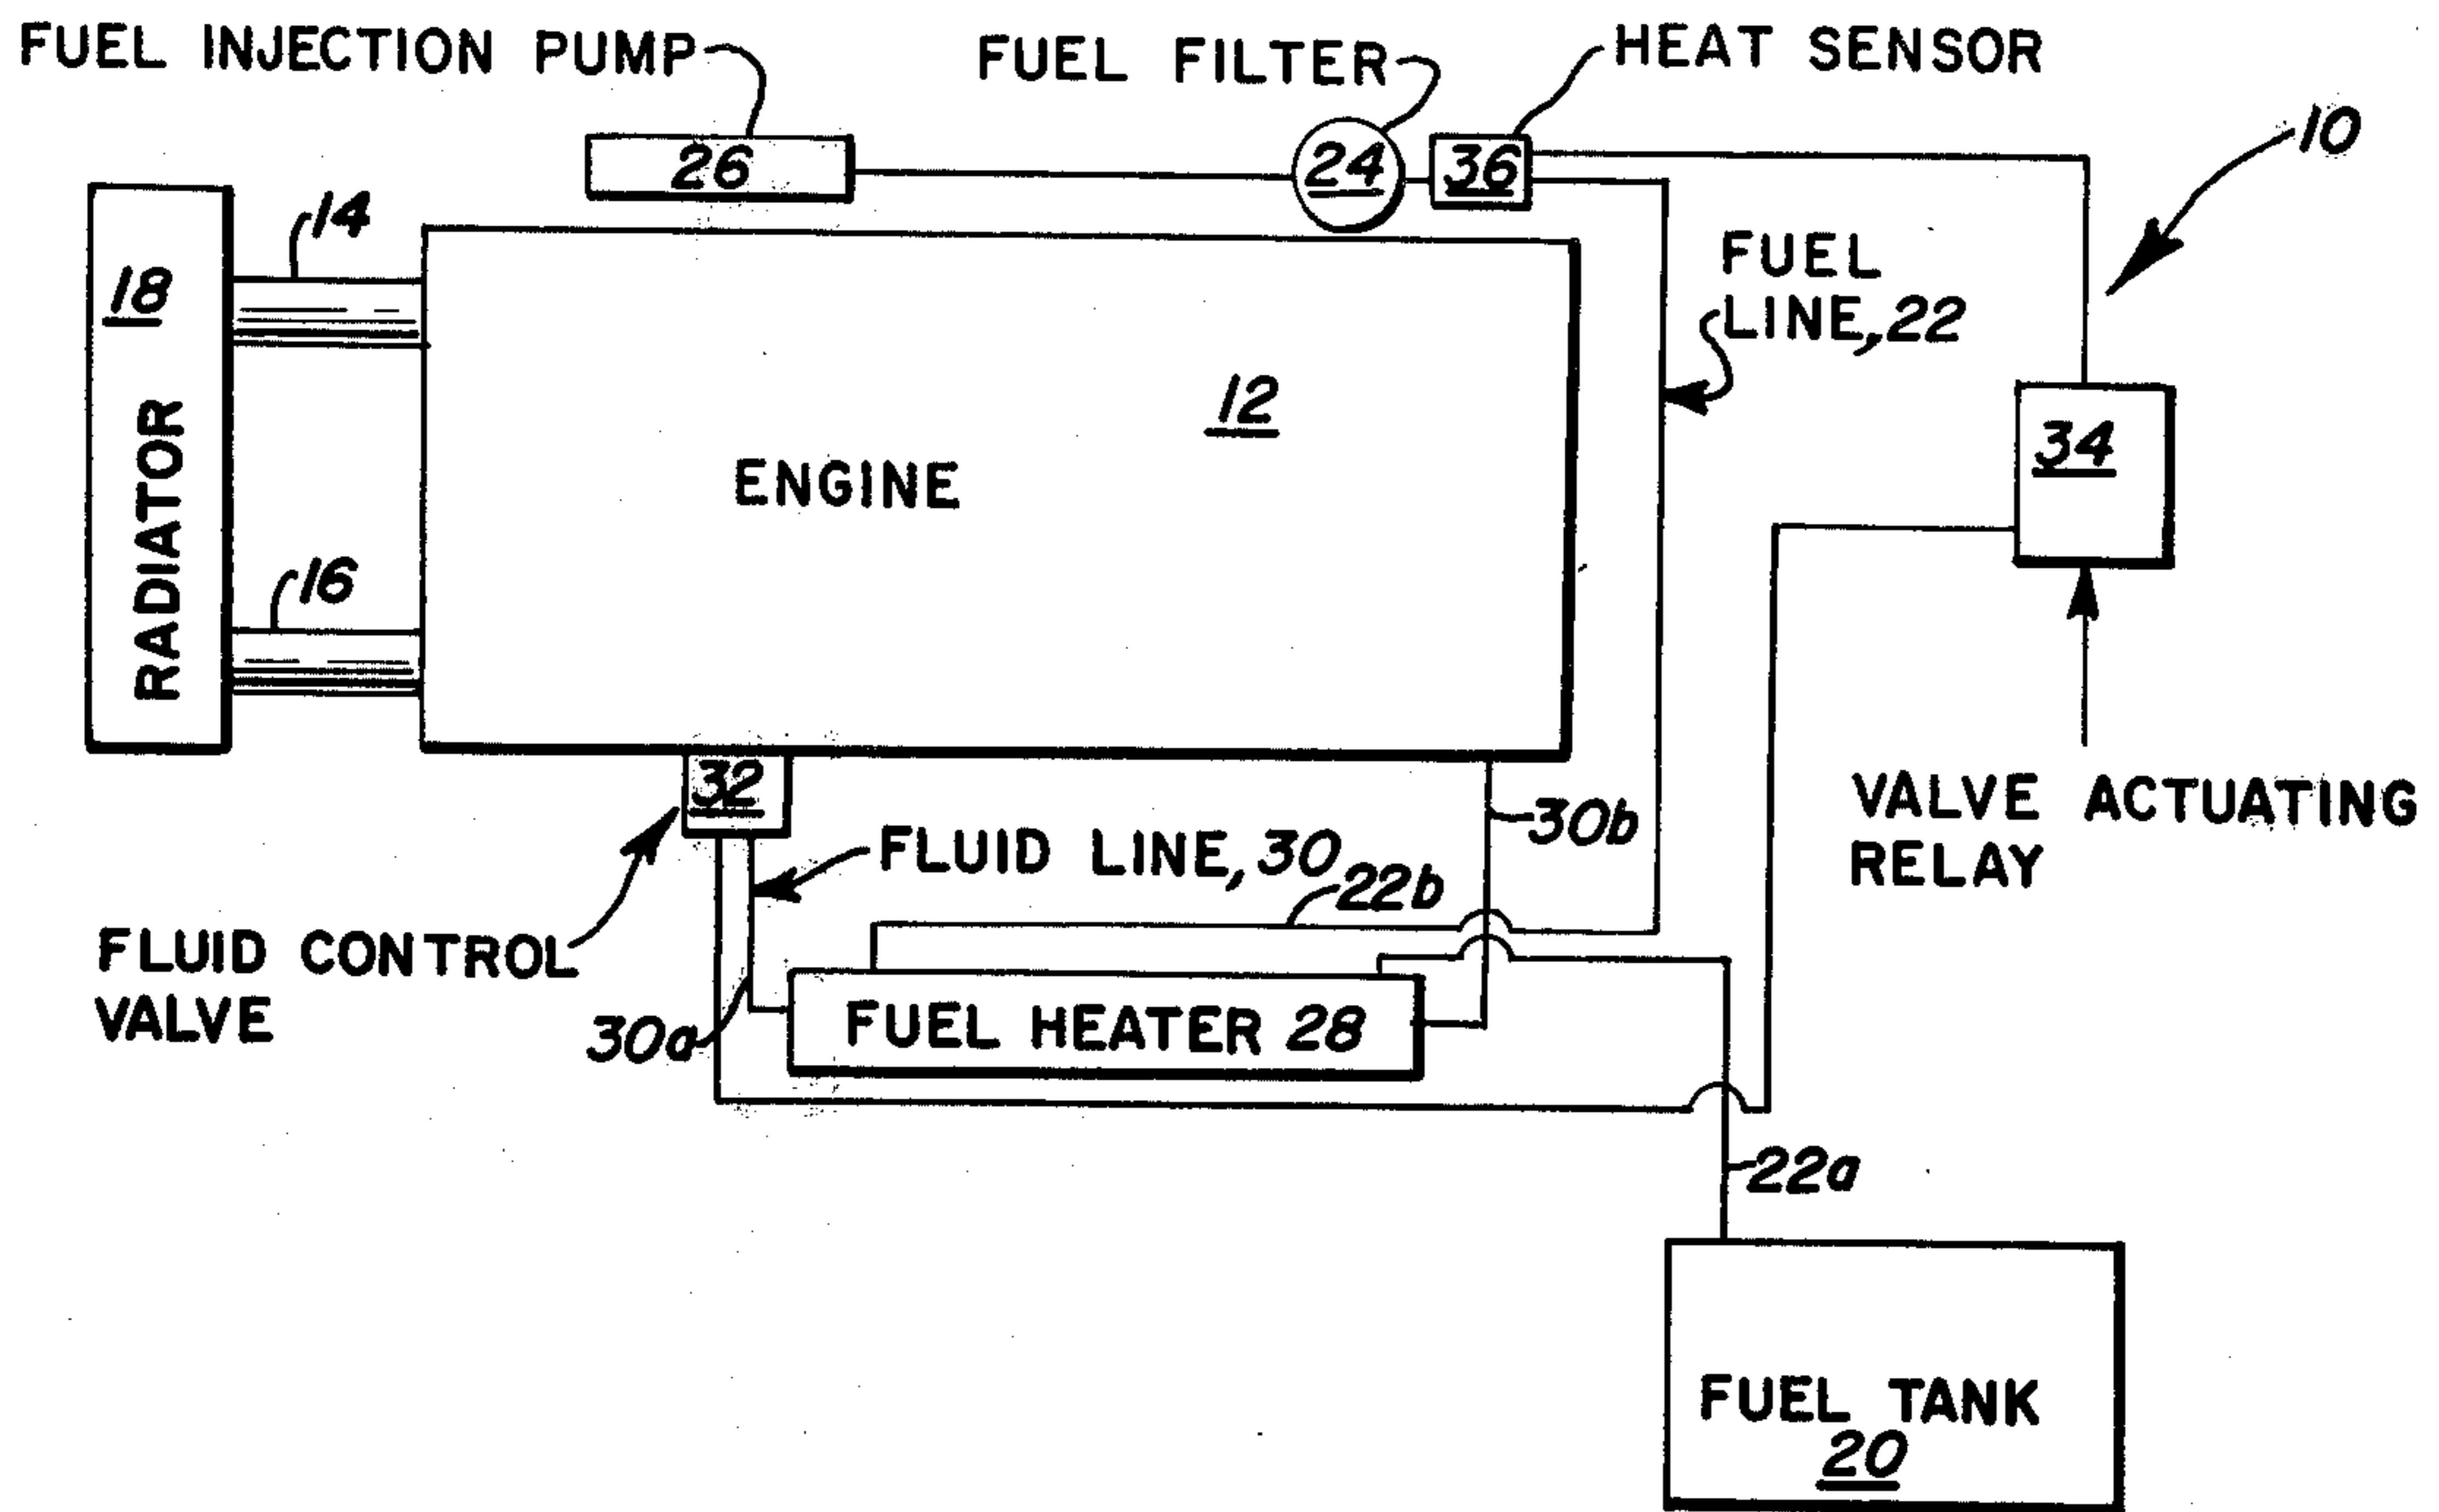 FUEL INJECTION PUMP
FUEL FILTER
HEAT SENSOR
10
26
24
36
14
18
RADIATOR
FUEL
LINE, 22
12
ENGINE
34
16
32
30b
VALVE ACTUATING
RELAY
FLUID LINE, 30
22b
FLUID CONTROL
VALVE
30a
FUEL HEATER 28
22a
FUEL TANK
20